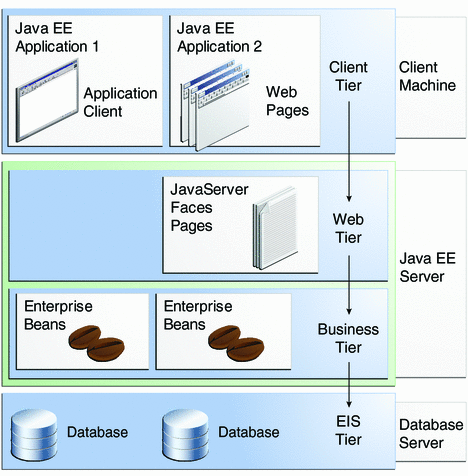 Java EE
Application 1
Application
Client
Java EE
Application 2
Web
Pages
Client
Tier
Client
Machine
JavaServer
Faces
Pages
Web
Tier
Java EE
Server
Enterprise
Beans
Enterprise
Beans
Business
Tier
Database
Database
EIS
Tier
Database
Server